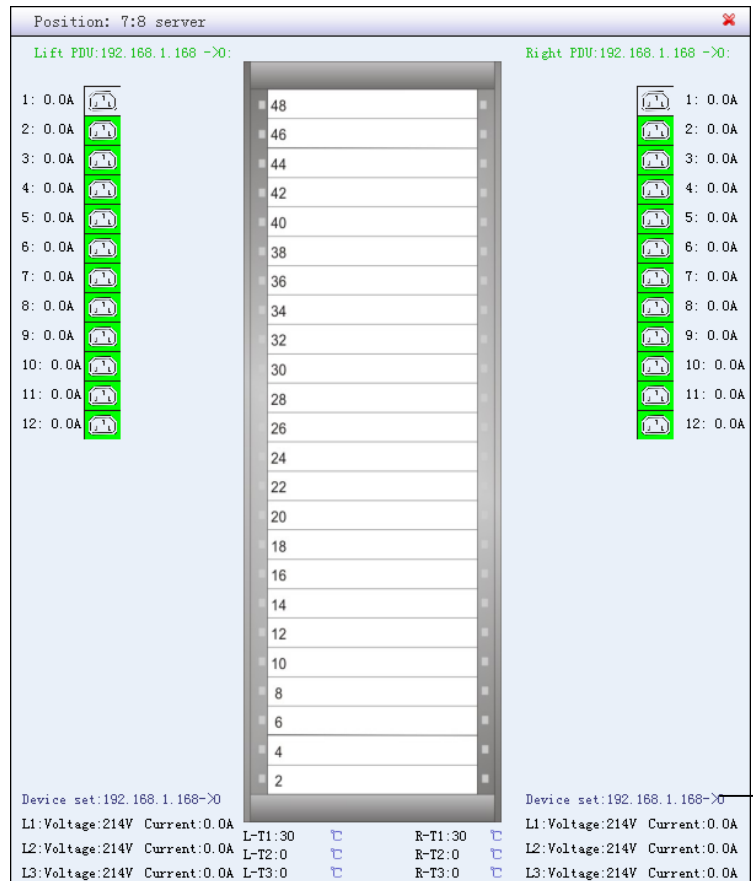 Position: 7:8 server
Lift PDU:192.168.1.168 ->0:
Right PDU:192.168.1.168 ->0:
1: 0.0A
2: 0.0A
3: 0.0A
4: 0.0A
5: 0.0A
6: 0.0A
7: 0.0A
8: 0.0A
9: 0.0A
10: 0.0A
11: 0.0A
12: 0.0A
48
46
44
42
40
38
36
34
32
30
28
26
24
22
20
18
16
14
12
10
8
6
4
2
1: 0.0A
2: 0.0A
3: 0.0A
4: 0.0A
5: 0.0A
6: 0.0A
7: 0.0A
8: 0.0A
9: 0.0A
10: 0.0A
11: 0.0A
12: 0.0A
Device set:192.168.1.168->0
L1:Voltage:214V Current:0.0A
L2:Voltage:214V Current:0.0A
L3:Voltage:214V Current:0.0A
L-T1:30 ℃
L-T2:0 ℃
L-T3:0 ℃
R-T1:30 ℃
R-T2:0 ℃
R-T3:0 ℃
Device set:192.168.1.168->0
L1:Voltage:214V Current:0.0A
L2:Voltage:214V Current:0.0A
L3:Voltage:214V Current:0.0A